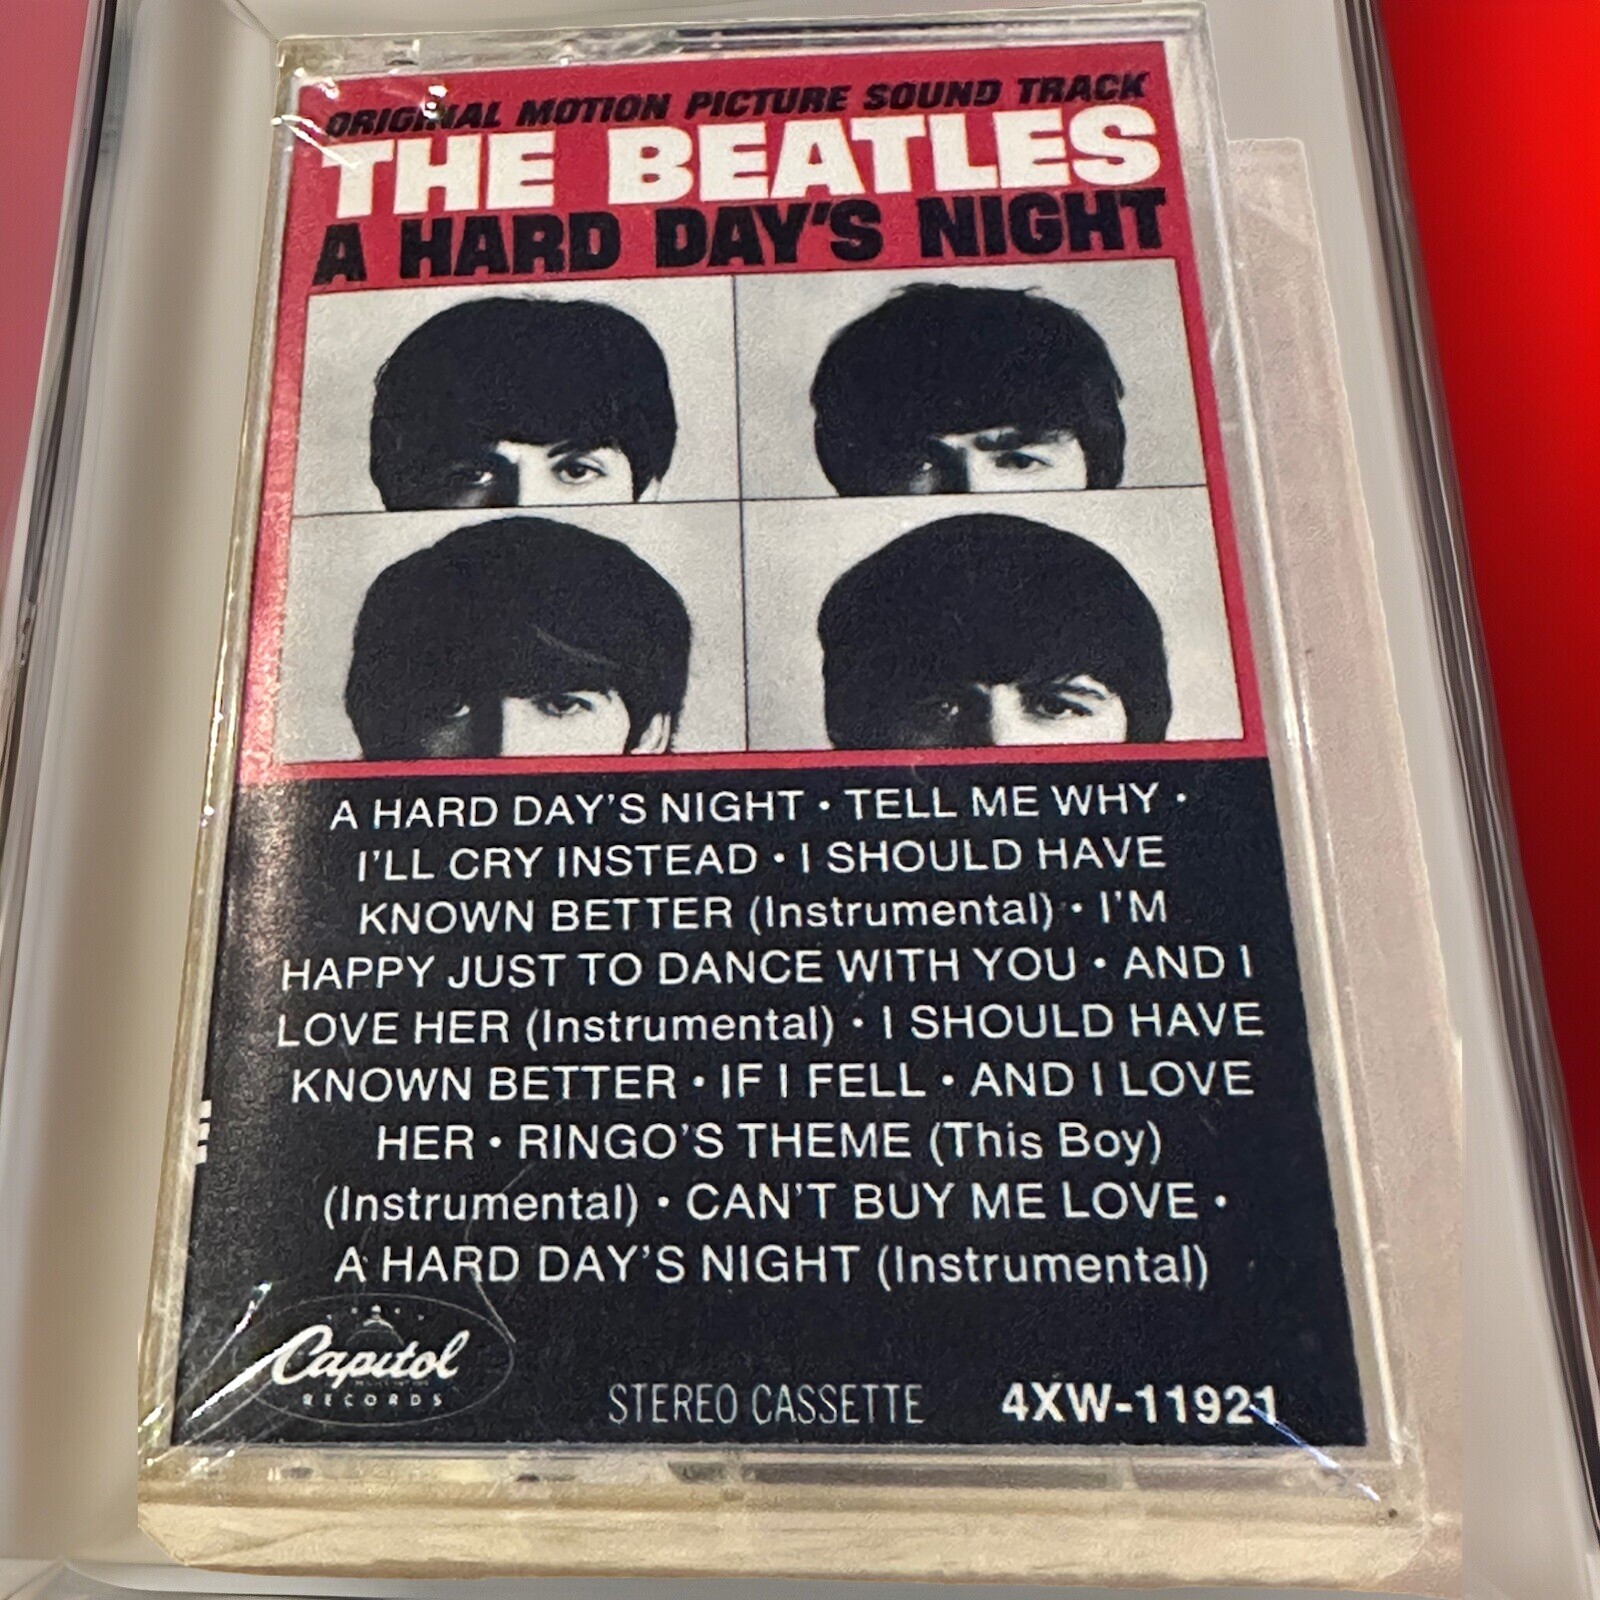 ORIGINAL MOTION PICTURE SOUND TRACK
THE BEATLES
A HARD DAY'S NIGHT
A HARD DAY'S NIGHT • TELL ME WHY •
I'LL CRY INSTEAD • I SHOULD HAVE
KNOWN BETTER (Instrumental) • I'M
HAPPY JUST TO DANCE WITH YOU • AND I
LOVE HER (Instrumental) • I SHOULD HAVE
KNOWN BETTER • IF I FELL • AND I LOVE
HER • RINGO'S THEME (This Boy)
(Instrumental) • CAN'T BUY ME LOVE •
A HARD DAY'S NIGHT (Instrumental)
Capitol
RECORDS
STEREO CASSETTE 4XW-11921